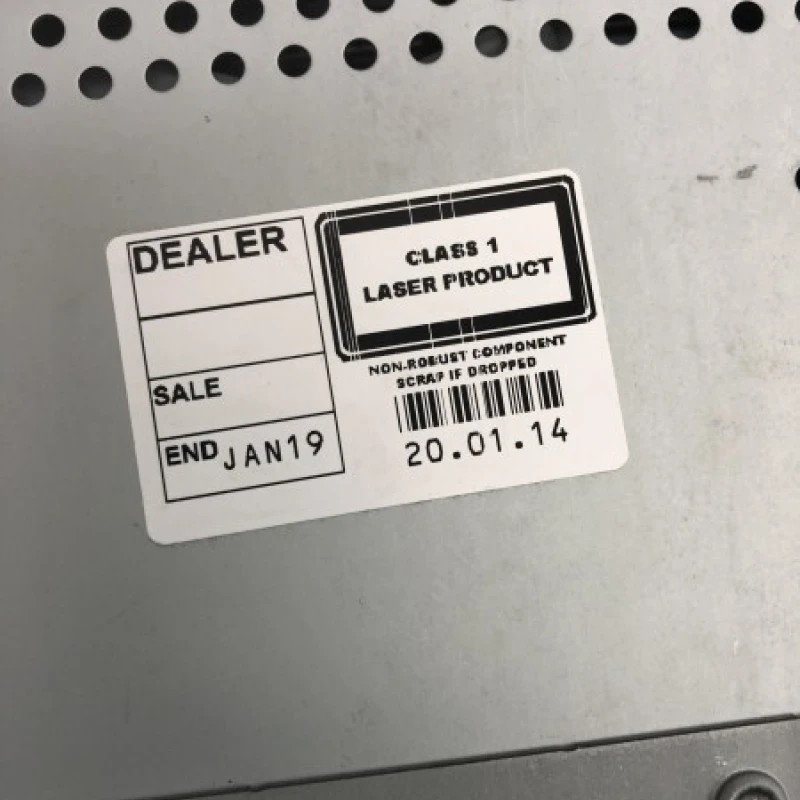 DEALER
SALE
END JAN19
CLASS 1
LASER PRODUCT
NON-ROBUST COMPONENT
SCRAP IF DROPPED
20.01.14